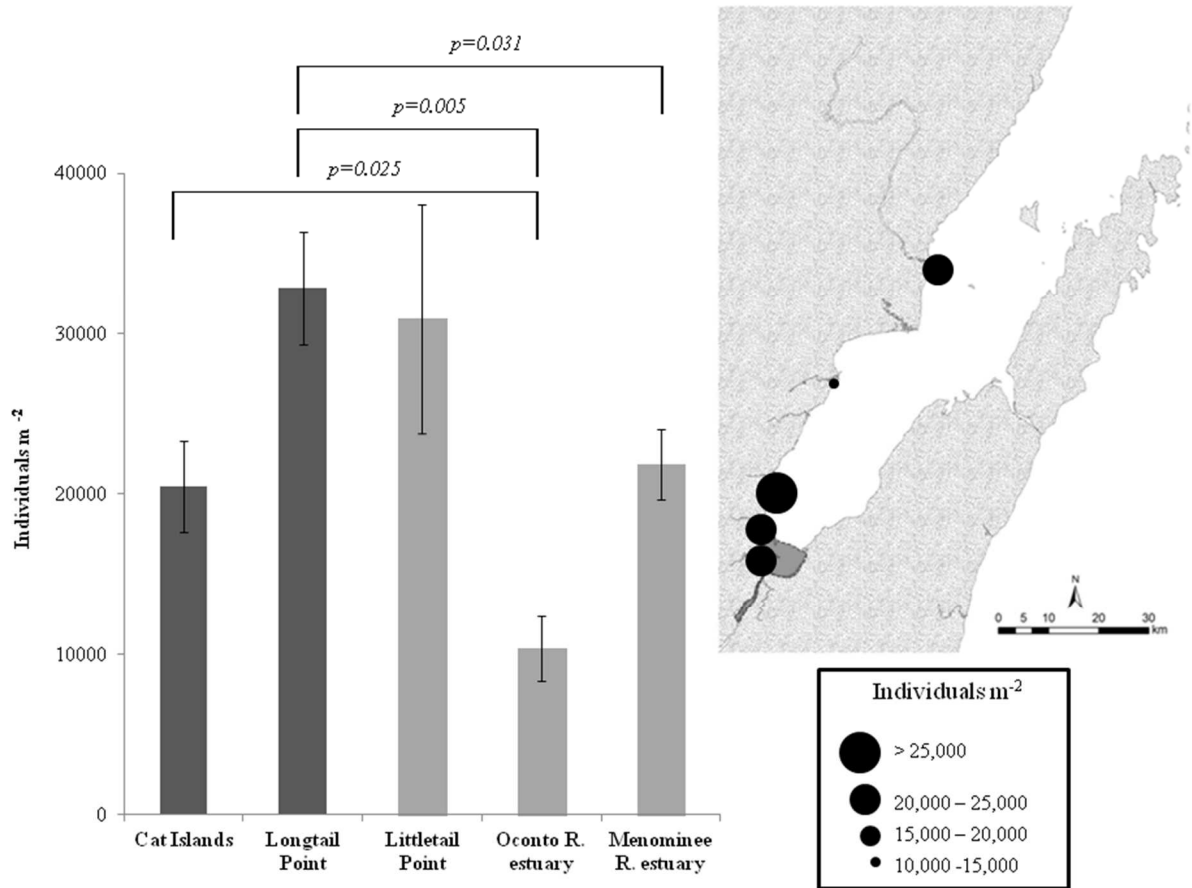 p=0.031
p=0.005
p=0.025
40000
30000
20000
10000
0
Individuals m -2
Cat Islands
Longtail
Point
Littletail
Point
Oconto R.
estuary
Menominee
R. estuary
N
0 5 10 20 30
km
Individuals m-2
> 25,000
20,000 – 25,000
15,000 – 20,000
10,000 -15,000